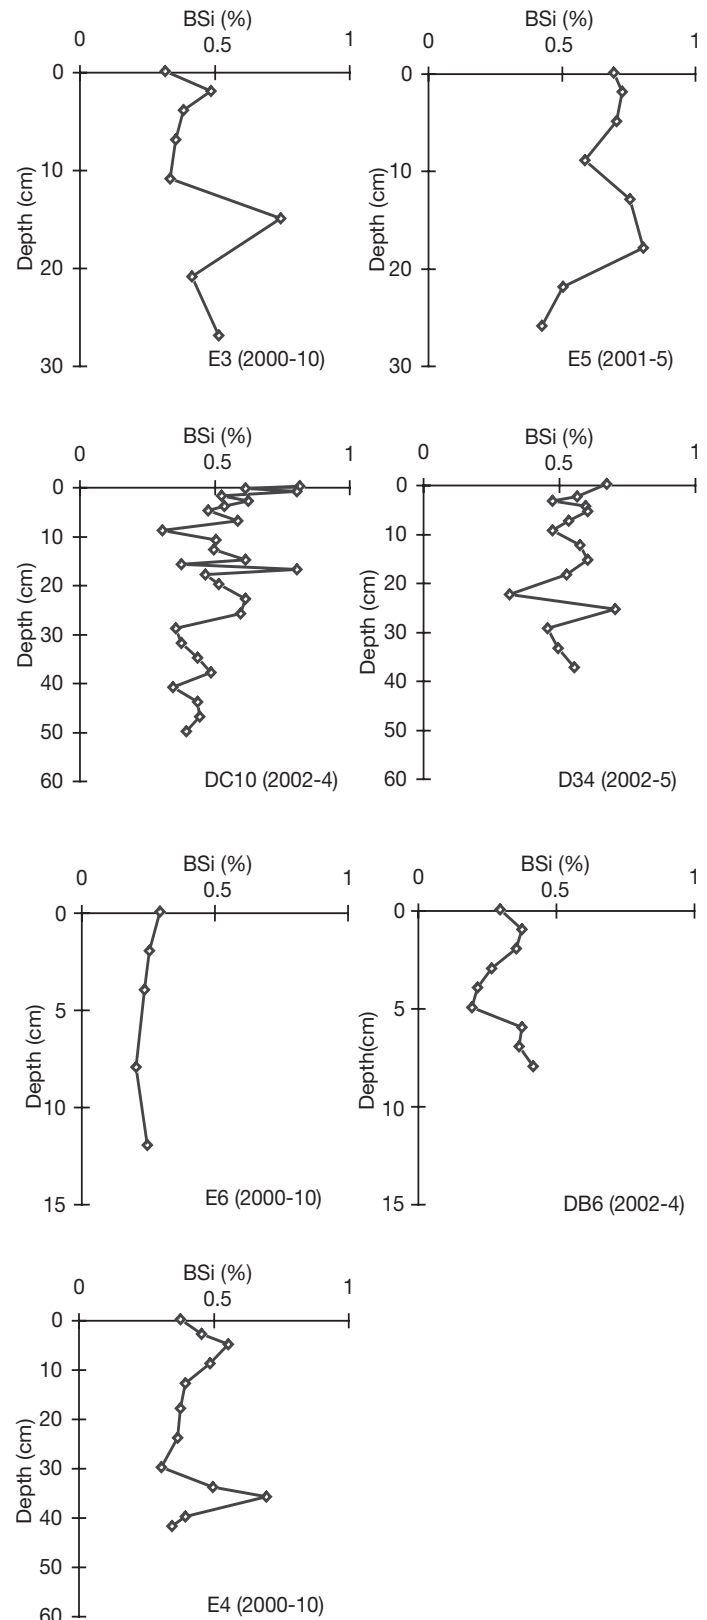 BSi (%)
0 0.5 1
0
10
20
30
Depth (cm)
E3 (2000-10)
0 0.5 1
0
10
20
30
Depth (cm)
E5 (2001-5)
BSi (%)
0 0.5 1
0
10
20
30
40
50
60
Depth (cm)
DC10 (2002-4)
BSi (%)
0 0.5 1
0
10
20
30
40
50
60
Depth (cm)
D34 (2002-5)
BSi (%)
0 0.5 1
0
5
10
15
Depth (cm)
E6 (2000-10)
BSi (%)
0 0.5 1
0
5
10
15
Depth(cm)
DB6 (2002-4)
BSi (%)
0 0.5 1
0
10
20
30
40
50
60
Depth (cm)
E4 (2000-10)